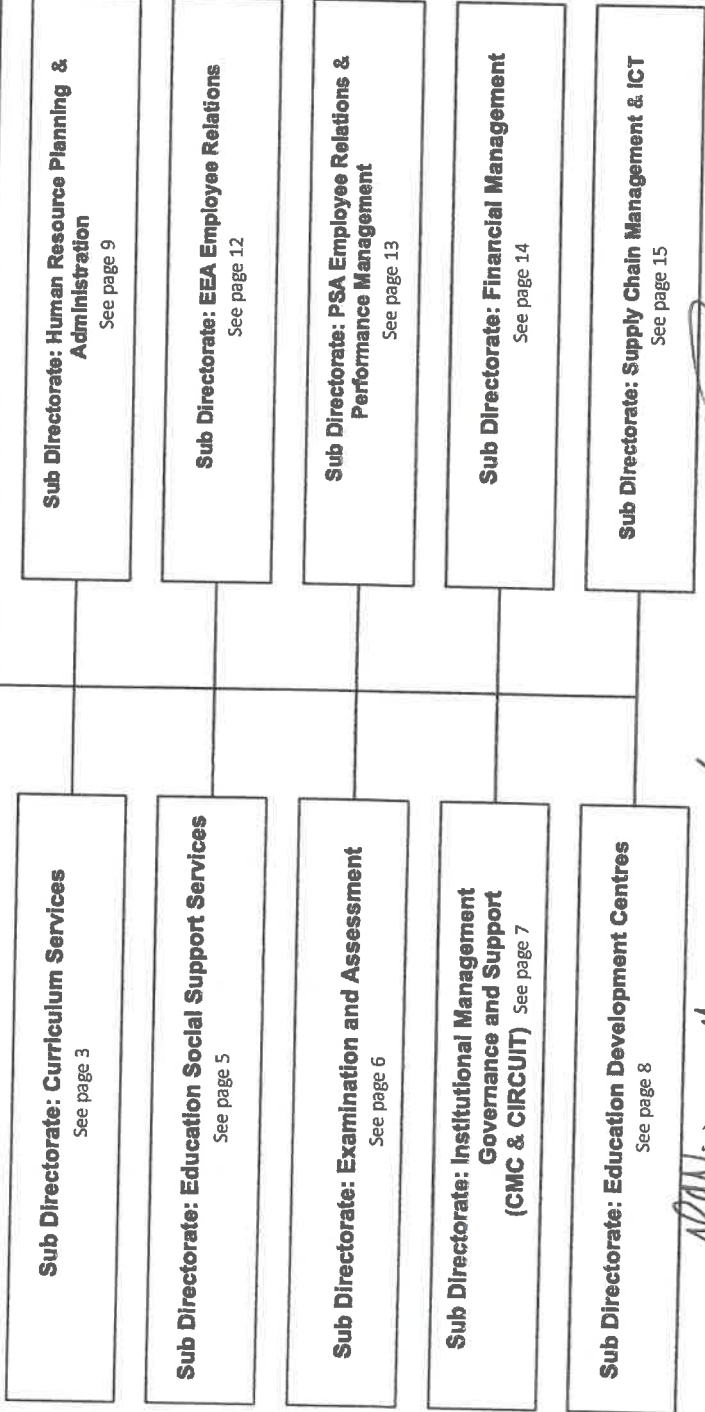 Sub Directorate: Curriculum Services
See page 3
Sub Directorate: Education Social Support Services
See page 5
Sub Directorate: Examination and Assessment
See page 6
Sub Directorate: Institutional Management
Governance and Support
(CMC & CIRCUIT) See page 7
Sub Directorate: Education Development Centres
See page 8
Sub Directorate: Human Resource Planning &
Administration
See page 9
Sub Directorate: EEA Employee Relations
See page 12
Sub Directorate: PSA Employee Relations &
Performance Management
See page 13
Sub Directorate: Financial Management
See page 14
Sub Directorate: Supply Chain Management & ICT
See page 15